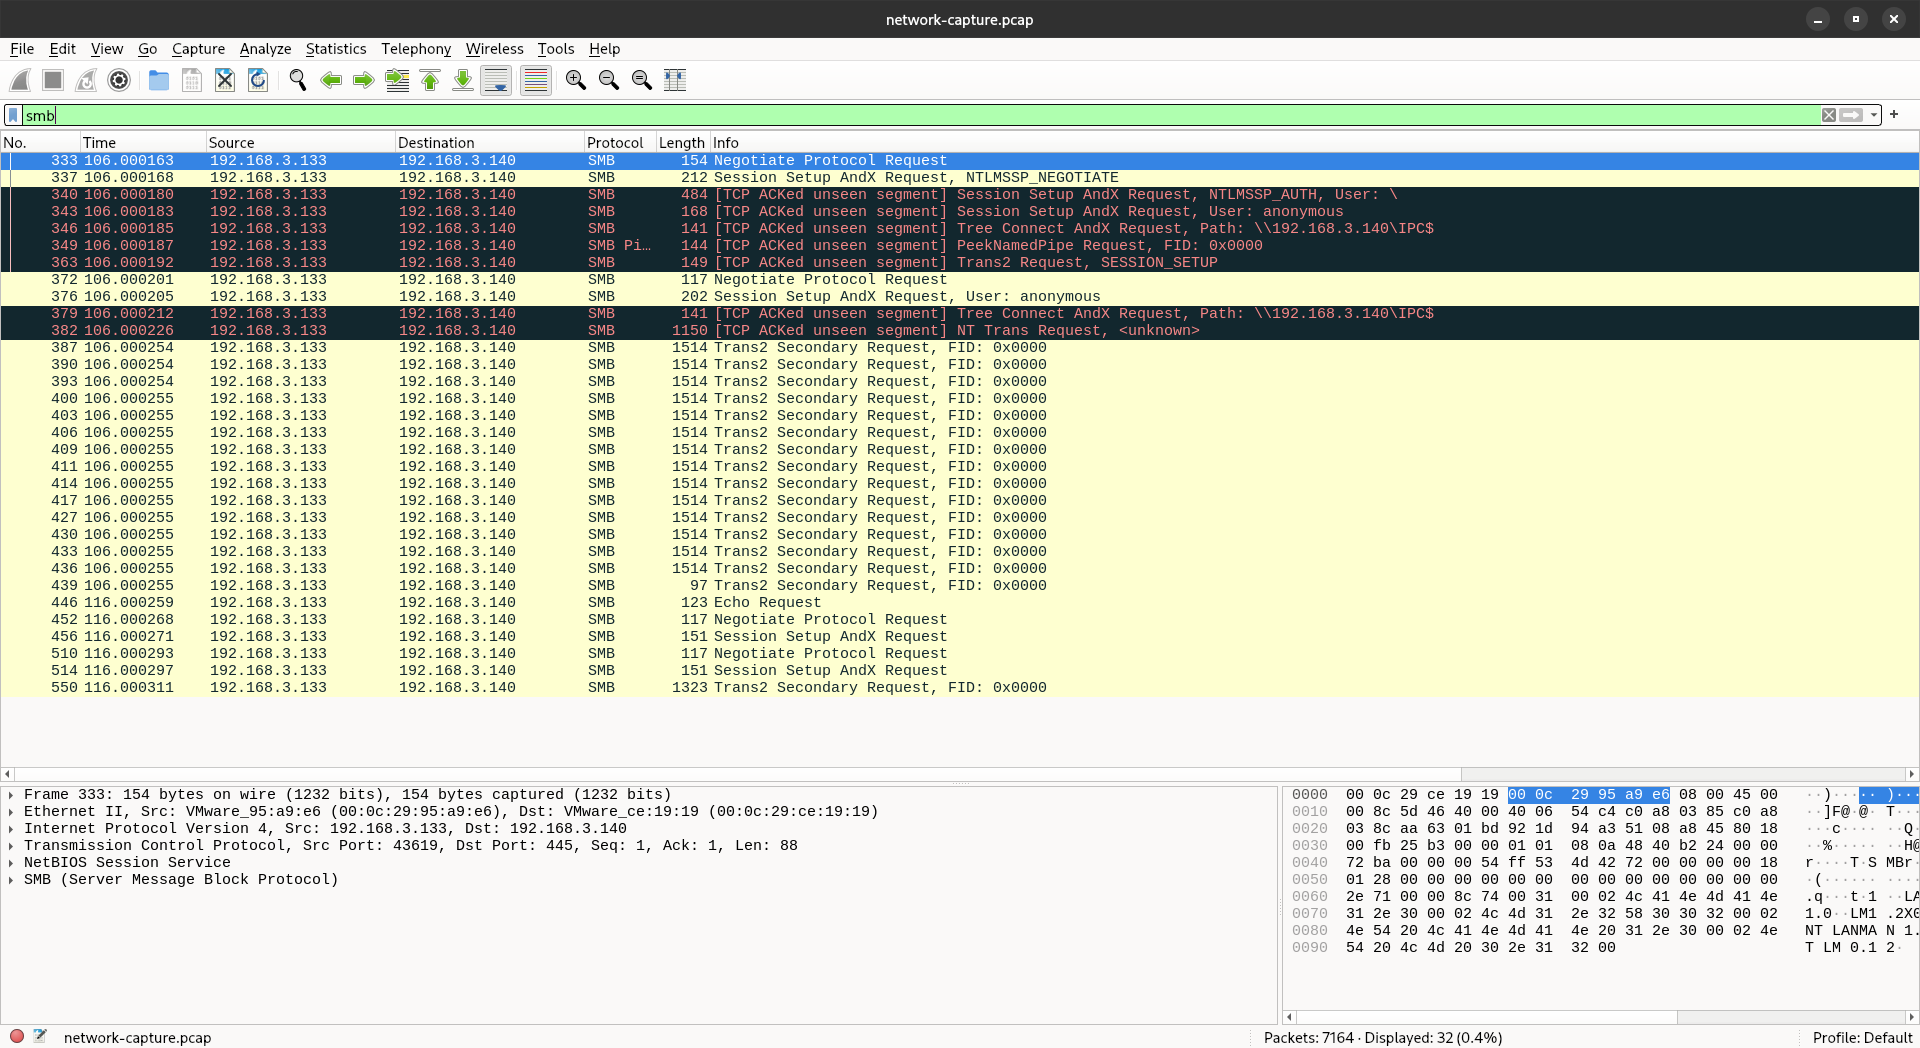 network-capture.pcap
File Edit View Go Capture Analyze Statistics Telephony Wireless Tools Help
smb
No. Time Source Destination Protocol Length Info
333 106.000163 192.168.3.133 192.168.3.140 SMB 154 Negotiate Protocol Request
337 106.000168 192.168.3.133 192.168.3.140 SMB 212 Session Setup AndX Request, NTLMSSP_NEGOTIATE
340 106.000180 192.168.3.133 192.168.3.140 SMB 484 [TCP ACKed unseen segment] Session Setup AndX Request, NTLMSSP_AUTH, User: \
343 106.000183 192.168.3.133 192.168.3.140 SMB 168 [TCP ACKed unseen segment] Session Setup AndX Request, User: anonymous
346 106.000185 192.168.3.133 192.168.3.140 SMB 141 [TCP ACKed unseen segment] Tree Connect AndX Request, Path: \\192.168.3.140\IPC$
349 106.000187 192.168.3.133 192.168.3.140 SMB Pi… 144 [TCP ACKed unseen segment] PeekNamedPipe Request, FID: 0x0000
363 106.000192 192.168.3.133 192.168.3.140 SMB 149 [TCP ACKed unseen segment] Trans2 Request, SESSION_SETUP
372 106.000201 192.168.3.133 192.168.3.140 SMB 117 Negotiate Protocol Request
376 106.000205 192.168.3.133 192.168.3.140 SMB 202 Session Setup AndX Request, User: anonymous
379 106.000212 192.168.3.133 192.168.3.140 SMB 141 [TCP ACKed unseen segment] Tree Connect AndX Request, Path: \\192.168.3.140\IPC$
382 106.000226 192.168.3.133 192.168.3.140 SMB 1150 [TCP ACKed unseen segment] NT Trans Request, <unknown>
387 106.000254 192.168.3.133 192.168.3.140 SMB 1514 Trans2 Secondary Request, FID: 0x0000
390 106.000254 192.168.3.133 192.168.3.140 SMB 1514 Trans2 Secondary Request, FID: 0x0000
393 106.000254 192.168.3.133 192.168.3.140 SMB 1514 Trans2 Secondary Request, FID: 0x0000
400 106.000255 192.168.3.133 192.168.3.140 SMB 1514 Trans2 Secondary Request, FID: 0x0000
403 106.000255 192.168.3.133 192.168.3.140 SMB 1514 Trans2 Secondary Request, FID: 0x0000
406 106.000255 192.168.3.133 192.168.3.140 SMB 1514 Trans2 Secondary Request, FID: 0x0000
409 106.000255 192.168.3.133 192.168.3.140 SMB 1514 Trans2 Secondary Request, FID: 0x0000
411 106.000255 192.168.3.133 192.168.3.140 SMB 1514 Trans2 Secondary Request, FID: 0x0000
414 106.000255 192.168.3.133 192.168.3.140 SMB 1514 Trans2 Secondary Request, FID: 0x0000
417 106.000255 192.168.3.133 192.168.3.140 SMB 1514 Trans2 Secondary Request, FID: 0x0000
427 106.000255 192.168.3.133 192.168.3.140 SMB 1514 Trans2 Secondary Request, FID: 0x0000
430 106.000255 192.168.3.133 192.168.3.140 SMB 1514 Trans2 Secondary Request, FID: 0x0000
433 106.000255 192.168.3.133 192.168.3.140 SMB 1514 Trans2 Secondary Request, FID: 0x0000
436 106.000255 192.168.3.133 192.168.3.140 SMB 1514 Trans2 Secondary Request, FID: 0x0000
439 106.000255 192.168.3.133 192.168.3.140 SMB 97 Trans2 Secondary Request, FID: 0x0000
446 116.000259 192.168.3.133 192.168.3.140 SMB 123 Echo Request
452 116.000268 192.168.3.133 192.168.3.140 SMB 117 Negotiate Protocol Request
456 116.000271 192.168.3.133 192.168.3.140 SMB 151 Session Setup AndX Request
510 116.000293 192.168.3.133 192.168.3.140 SMB 117 Negotiate Protocol Request
514 116.000297 192.168.3.133 192.168.3.140 SMB 151 Session Setup AndX Request
550 116.000311 192.168.3.133 192.168.3.140 SMB 1323 Trans2 Secondary Request, FID: 0x0000
Frame 333: 154 bytes on wire (1232 bits), 154 bytes captured (1232 bits)
Ethernet II, Src: VMware_95:a9:e6 (00:0c:29:95:a9:e6), Dst: VMware_ce:19:19 (00:0c:29:ce:19:19)
Internet Protocol Version 4, Src: 192.168.3.133, Dst: 192.168.3.140
Transmission Control Protocol, Src Port: 43619, Dst Port: 445, Seq: 1, Ack: 1, Len: 88
NetBIOS Session Service
SMB (Server Message Block Protocol)
0000 00 0c 29 ce 19 19 00 0c 29 95 a9 e6 08 00 45 00 ··)····· )···
0010 00 8c 5d 46 40 00 40 06 54 c4 c0 a8 03 85 c0 a8 ··]F@·@· T···
0020 03 8c aa 63 01 bd 92 1d 94 a3 51 08 a8 45 80 18 ···c···· ··Q
0030 00 fb 25 b3 00 00 01 01 08 0a 48 40 b2 24 00 00 ··%····· ··H@
0040 72 ba 00 00 00 54 ff 53 4d 42 72 00 00 00 00 18 r····T·S MBr·
0050 01 28 00 00 00 00 00 00 00 00 00 00 00 00 00 00 ·(······ ····
0060 2e 71 00 00 8c 74 00 31 00 02 4c 41 4e 4d 41 4e .q···t·1 ··LA
0070 31 2e 30 00 02 4c 4d 31 2e 32 58 30 30 32 00 02 1.0··LM1 .2X0
0080 4e 54 20 4c 41 4e 4d 41 4e 20 31 2e 30 00 02 4e NT LANMA N 1.
0090 54 20 4c 4d 20 30 2e 31 32 00 T LM 0.1 2·
network-capture.pcap Packets: 7164 · Displayed: 32 (0.4%) Profile: Default